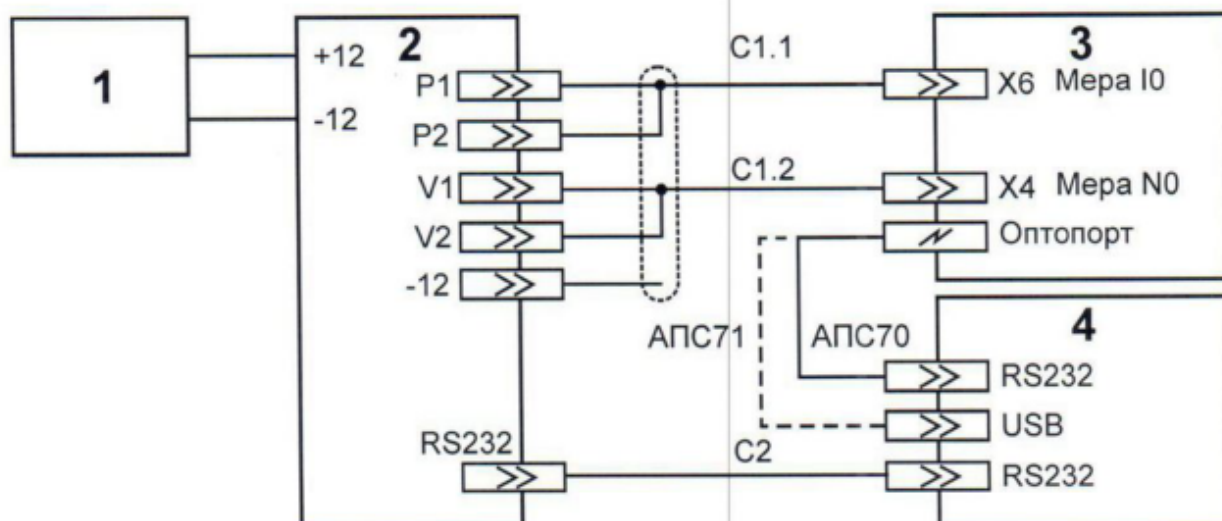 1
+12
-12
2
P1
P2
V1
V2
-12
RS232
C1.1
C1.2
АПС71
АПС70
C2
3
X6 Мера I0
X4 Мера N0
Оптопорт
4
RS232
USB
RS232